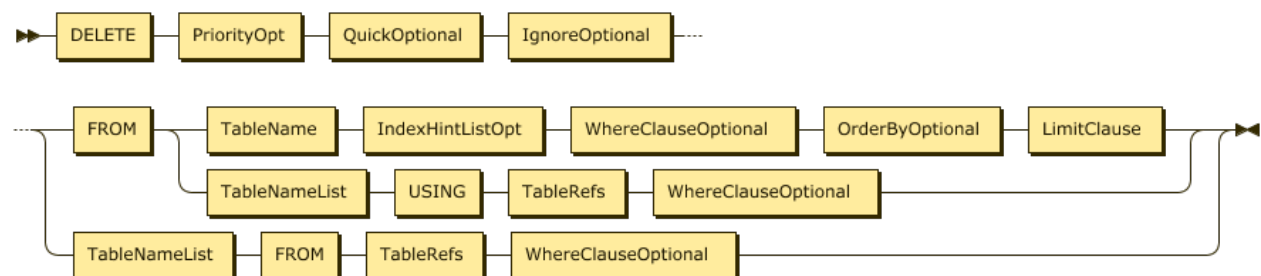 DELETE PriorityOpt QuickOptional IgnoreOptional
FROM TableName IndexHintListOpt WhereClauseOptional OrderByOptional LimitClause
TableNameList USING TableRefs WhereClauseOptional
TableNameList FROM TableRefs WhereClauseOptional